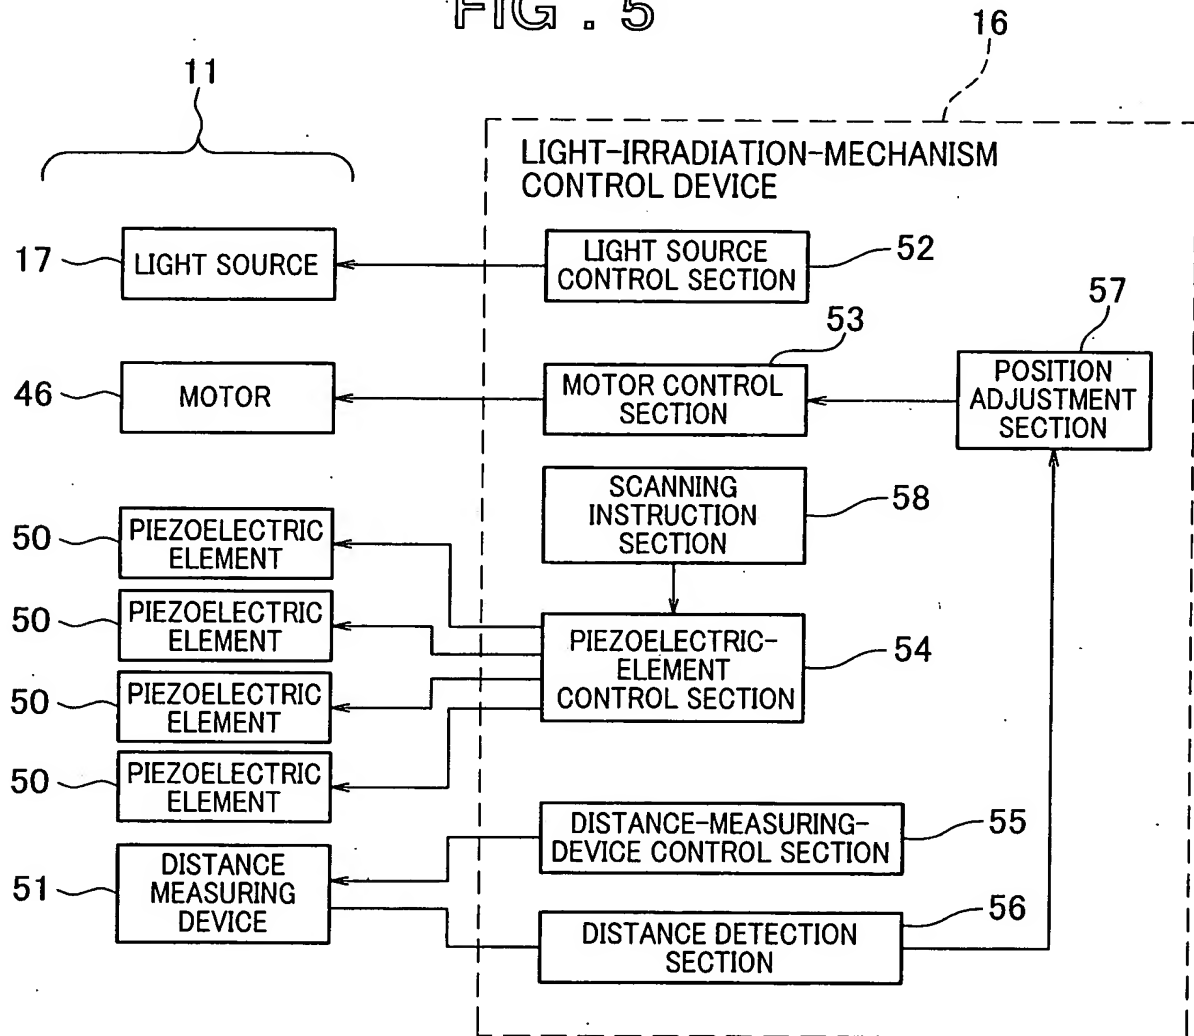 FIG . 5
16
11
LIGHT-IRRADIATION-MECHANISM
CONTROL DEVICE
17
LIGHT SOURCE
LIGHT SOURCE
CONTROL SECTION
52
53
57
46
MOTOR
MOTOR CONTROL
SECTION
POSITION
ADJUSTMENT
SECTION
SCANNING
INSTRUCTION
SECTION
58
50
PIEZOELECTRIC
ELEMENT
50
PIEZOELECTRIC
ELEMENT
PIEZOELECTRIC-
ELEMENT
CONTROL SECTION
54
50
PIEZOELECTRIC
ELEMENT
50
PIEZOELECTRIC
ELEMENT
DISTANCE-MEASURING-
DEVICE CONTROL SECTION
55
51
DISTANCE
MEASURING
DEVICE
DISTANCE DETECTION
SECTION
56